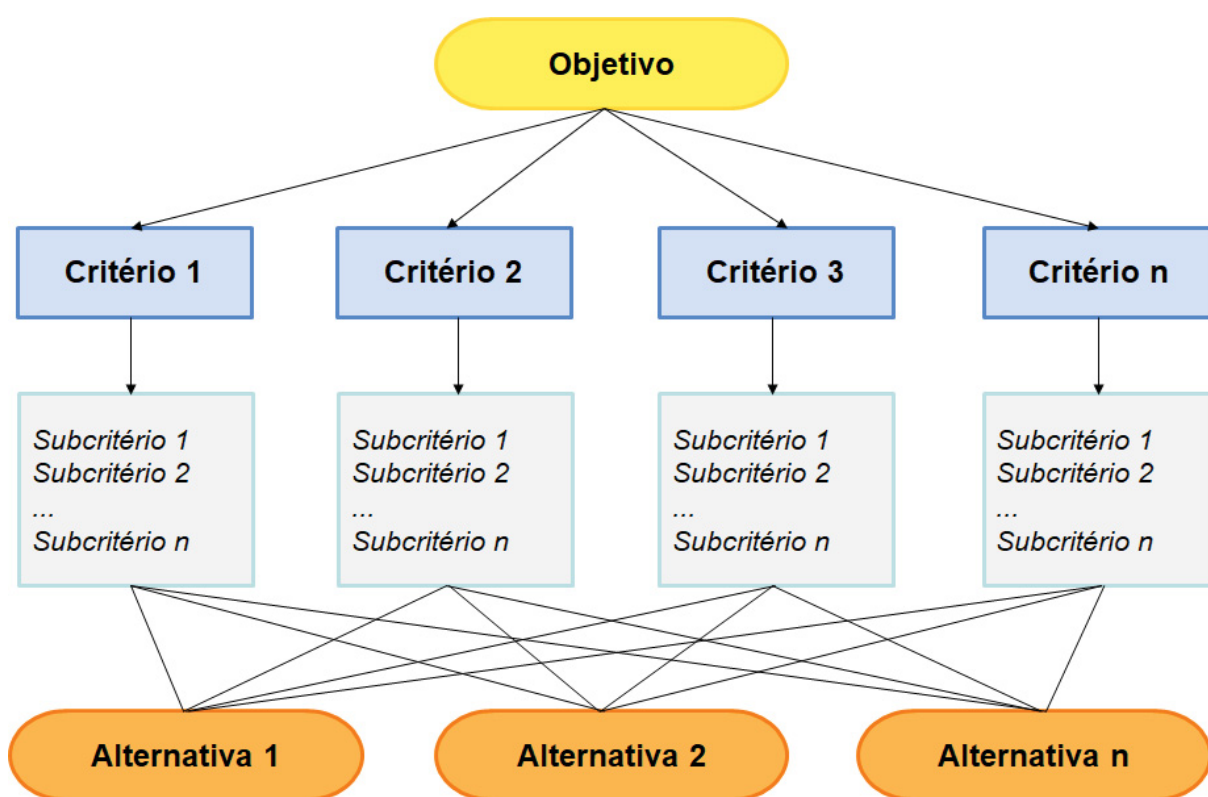 Objetivo
Critério 1
Critério 2
Critério 3
Critério n
Subcritério 1
Subcritério 2
...
Subcritério n
Subcritério 1
Subcritério 2
...
Subcritério n
Subcritério 1
Subcritério 2
...
Subcritério n
Subcritério 1
Subcritério 2
...
Subcritério n
Alternativa 1
Alternativa 2
Alternativa n